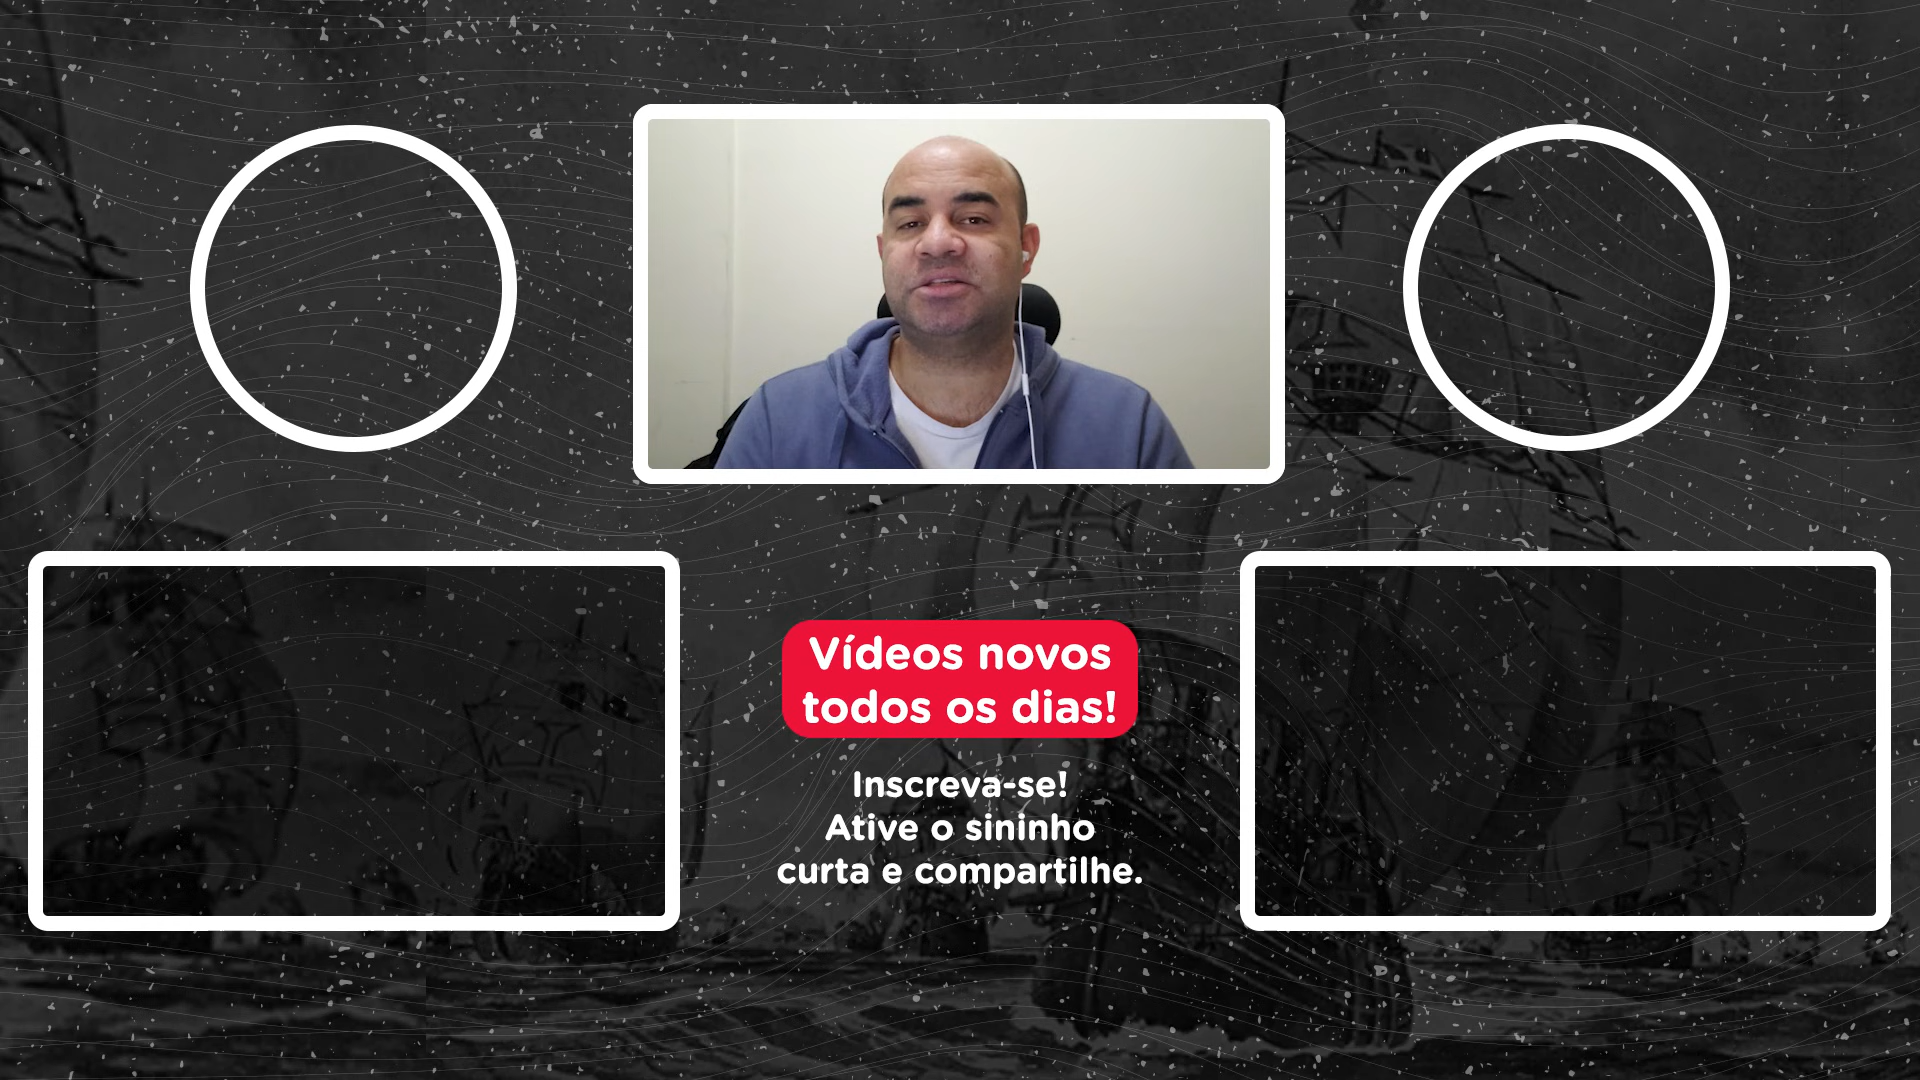 Vídeos novos
todos os dias!
Inscreva-se!
Ative o sininho
curta e compartilhe.